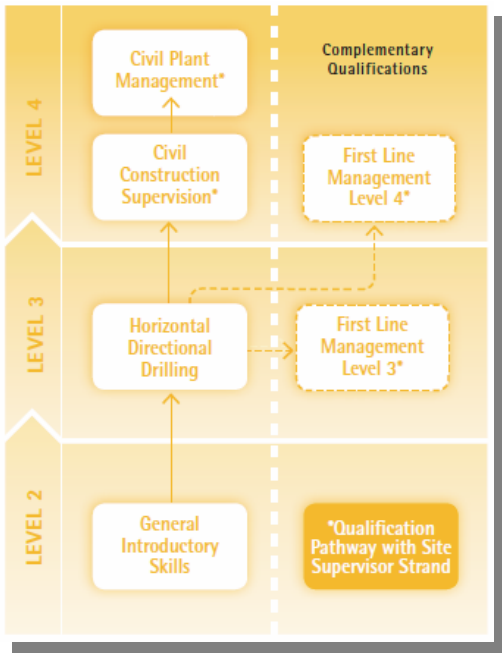 LEVEL 4
Civil Plant
Management*
Civil
Construction
Supervision*
Complementary
Qualifications
First Line
Management
Level 4*
LEVEL 3
Horizontal
Directional
Drilling
First Line
Management
Level 3*
LEVEL 2
General
Introductory
Skills
*Qualification
Pathway with Site
Supervisor Strand